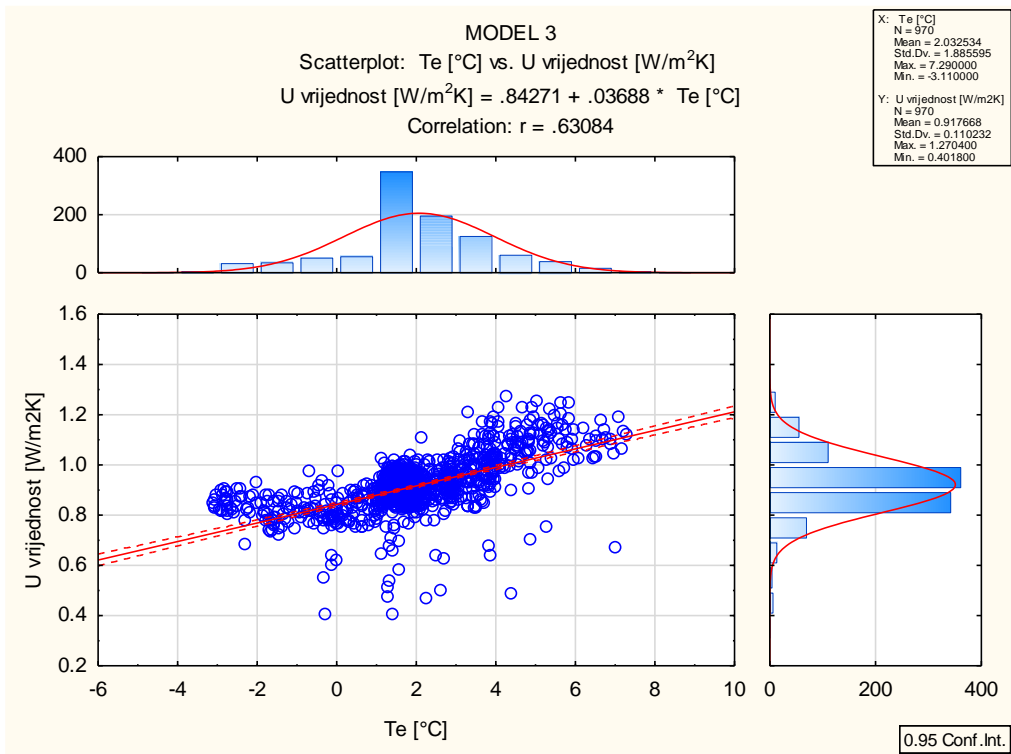 MODEL 3
Scatterplot: Te [°C] vs. U vrijednost [W/m²K]
U vrijednost [W/m²K] = .84271 + .03688 * Te [°C]
Correlation: r = .63084
X: Te [°C]
N = 970
Mean = 2.032534
Std.Dv. = 1.885595
Max. = 7.290000
Min. = -3.110000
Y: U vrijednost [W/m2K]
N = 970
Mean = 0.917668
Std.Dv. = 0.110232
Max. = 1.270400
Min. = 0.401800
400
200
0
1.6
1.4
1.2
1.0
0.8
0.6
0.4
0.2
U vrijednost [W/m2K]
-6 -4 -2 0 2 4 6 8 10
Te [°C]
0 200 400
0.95 Conf.Int.